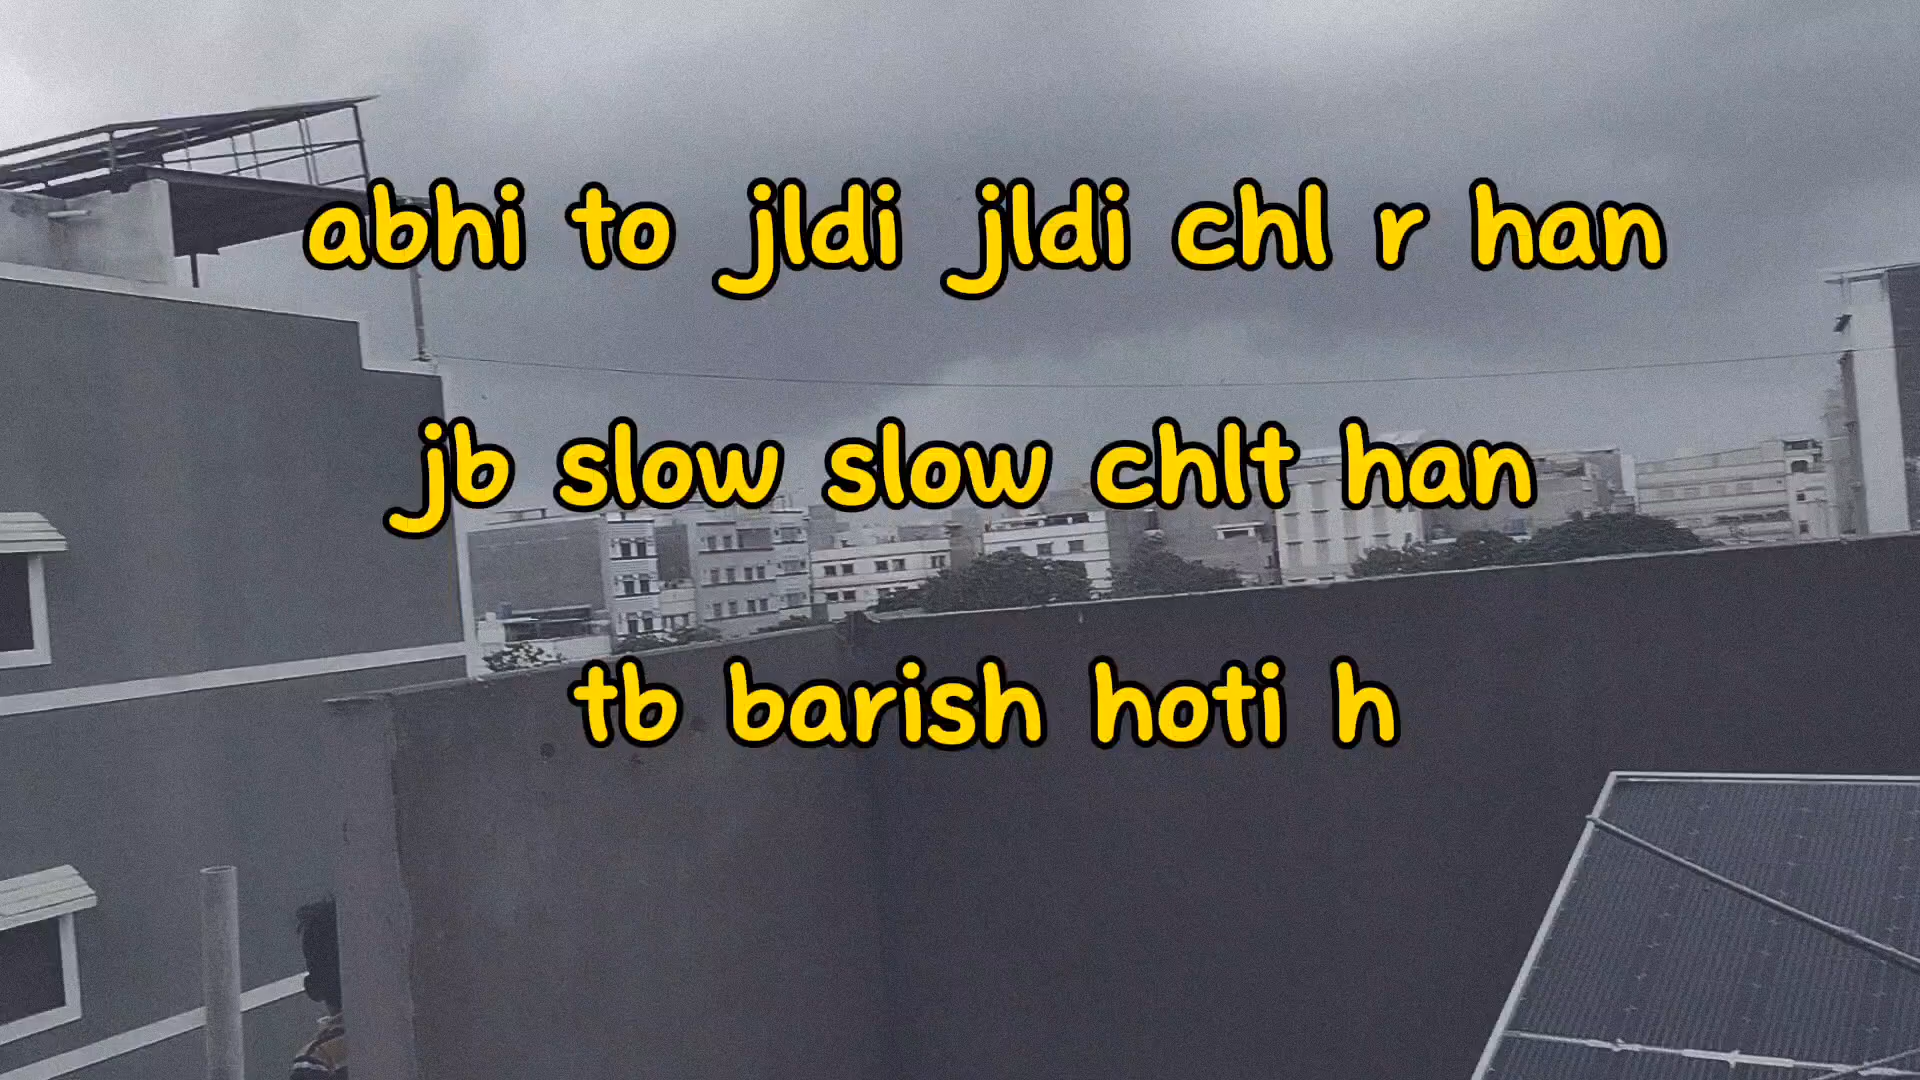 abhi to jldi jldi chl r han
jb slow slow chlt han
tb barish hoti h